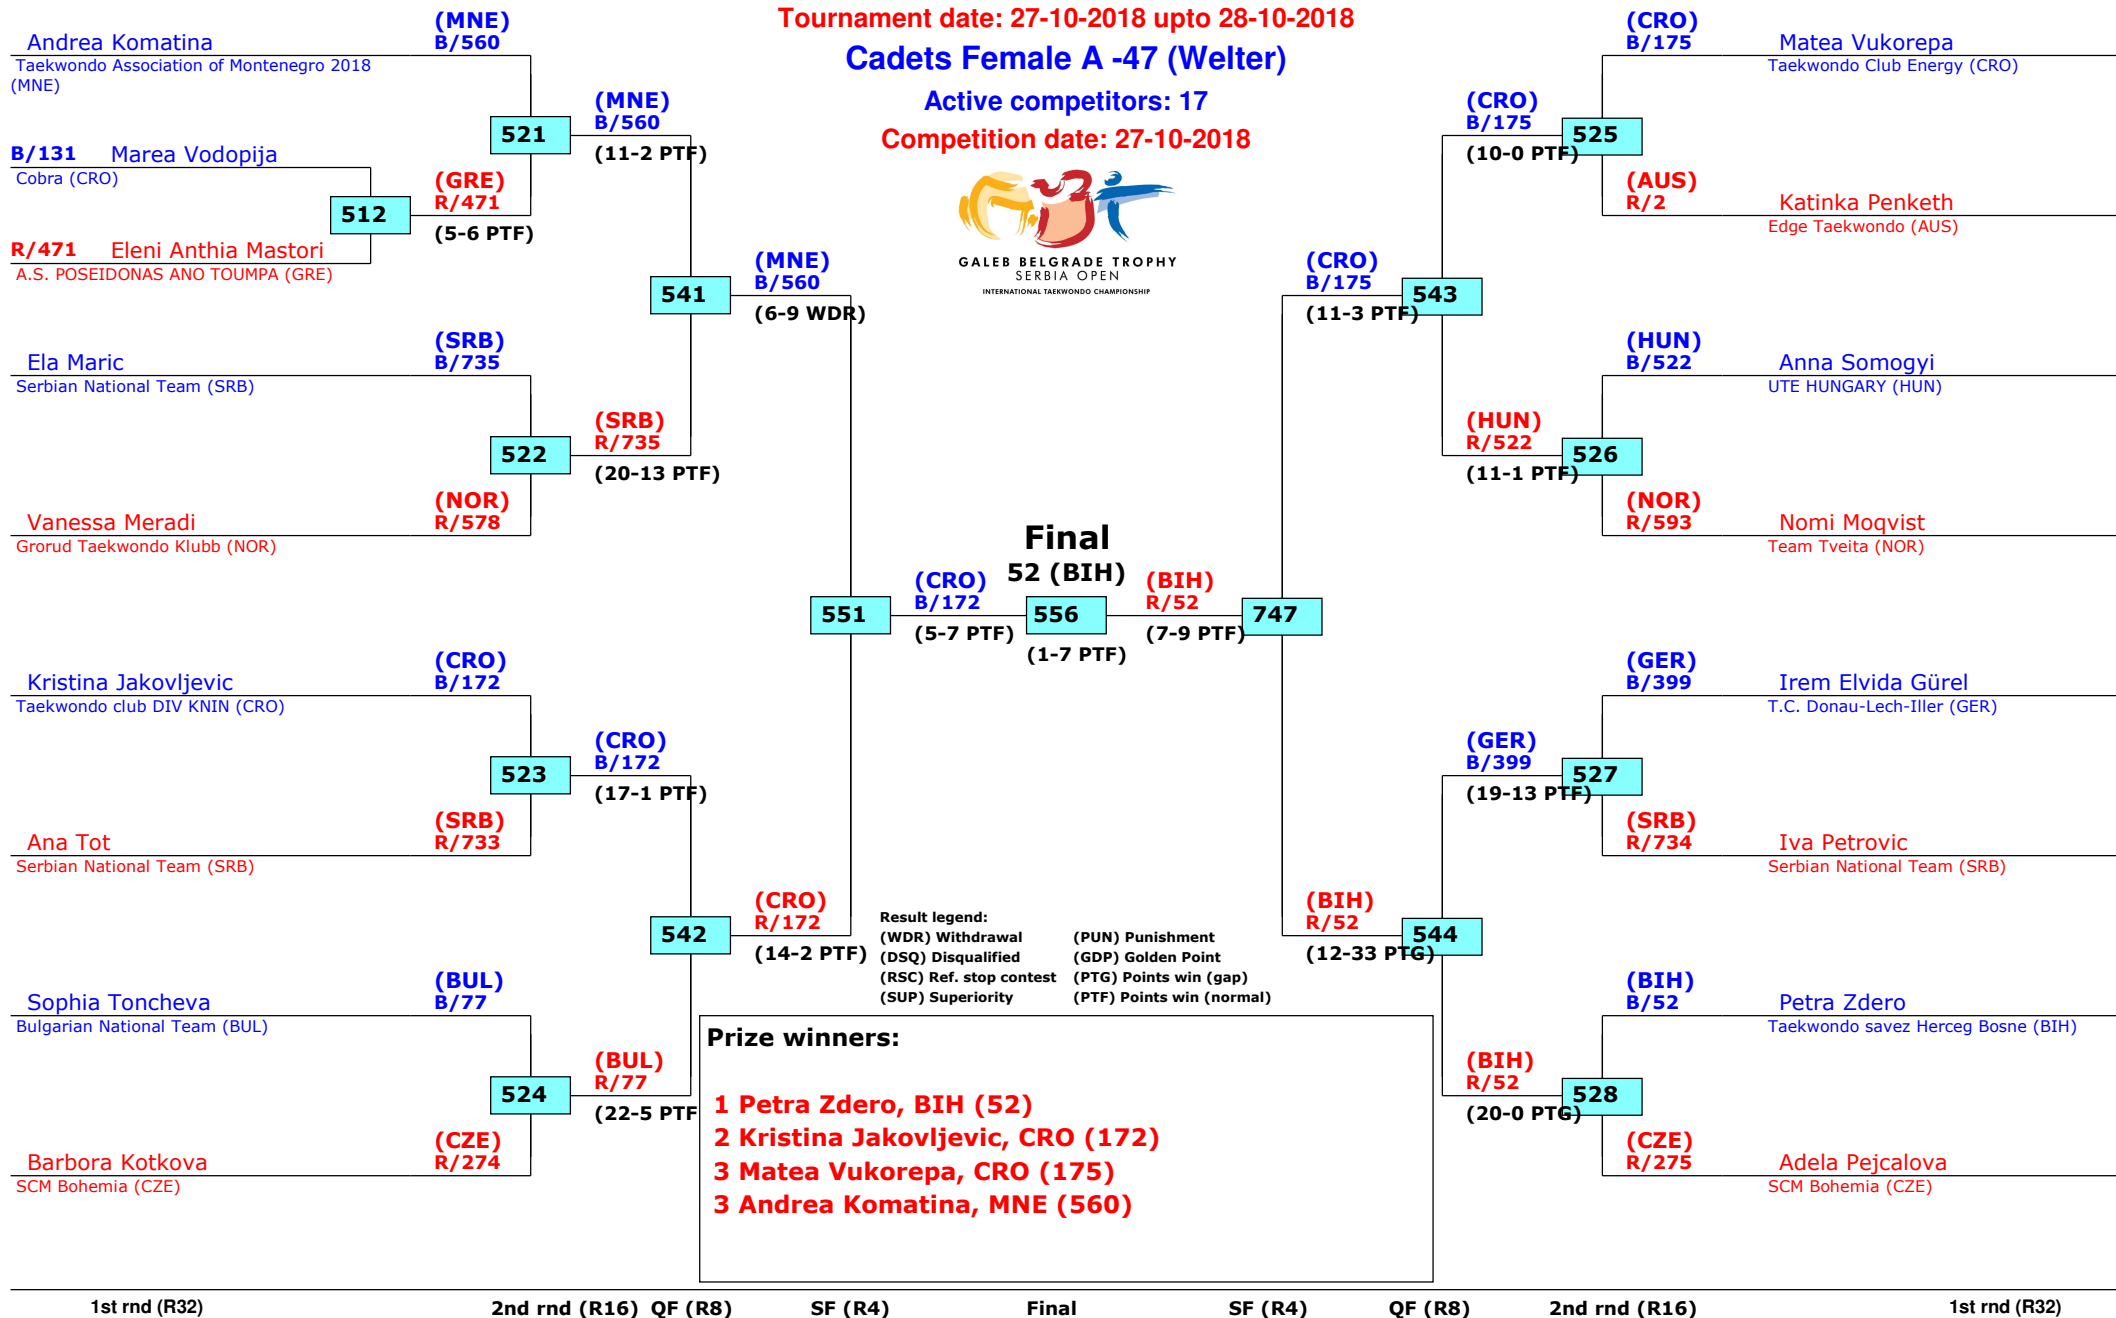 Tournament date: 27-10-2018 upto 28-10-2018
Cadets Female A -47 (Welter)
Active competitors: 17
Competition date: 27-10-2018
GALEB BELGRADE TROPHY
SERBIA OPEN
INTERNATIONAL TAEKWONDO CHAMPIONSHIP
Andrea Komatina
Taekwondo Association of Montenegro 2018
(MNE)
(MNE)
B/560
B/131 Marea Vodopija
Cobra (CRO)
512
R/471 Eleni Anthia Mastori
A.S. POSEIDONAS ANO TOUMPA (GRE)
(GRE)
R/471
(5-6 PTF)
521
(MNE)
B/560
(11-2 PTF)
Ela Maric
Serbian National Team (SRB)
(SRB)
B/735
522
Vanessa Meradi
Grorud Taekwondo Klubb (NOR)
(NOR)
R/578
(SRB)
R/735
(20-13 PTF)
541
(MNE)
B/560
(6-9 WDR)
Kristina Jakovljevic
Taekwondo club DIV KNIN (CRO)
(CRO)
B/172
523
Ana Tot
Serbian National Team (SRB)
(SRB)
R/733
(CRO)
B/172
(17-1 PTF)
Sophia Toncheva
Bulgarian National Team (BUL)
(BUL)
B/77
524
Barbora Kotkova
SCM Bohemia (CZE)
(CZE)
R/274
(BUL)
R/77
(22-5 PTF
542
(CRO)
R/172
(14-2 PTF)
551
(CRO)
B/172
(5-7 PTF)
Final
52 (BIH)
556
(1-7 PTF)
(BIH)
R/52
(7-9 PTF)
747
(CRO)
B/175
(11-3 PTF)
543
(CRO)
B/175
(10-0 PTF)
525
(CRO)
B/175
Matea Vukorepa
Taekwondo Club Energy (CRO)
(AUS)
R/2
Katinka Penketh
Edge Taekwondo (AUS)
(HUN)
R/522
(11-1 PTF)
526
(HUN)
B/522
Anna Somogyi
UTE HUNGARY (HUN)
(NOR)
R/593
Nomi Moqvist
Team Tveita (NOR)
(BIH)
R/52
(12-33 PTG)
544
(GER)
B/399
(19-13 PTF)
527
(GER)
B/399
Irem Elvida Gürel
T.C. Donau-Lech-Iller (GER)
(SRB)
R/734
Iva Petrovic
Serbian National Team (SRB)
(BIH)
R/52
(20-0 PTG)
528
(BIH)
B/52
Petra Zdero
Taekwondo savez Herceg Bosne (BIH)
(CZE)
R/275
Adela Pejcalova
SCM Bohemia (CZE)
Result legend:
(WDR) Withdrawal (PUN) Punishment
(DSQ) Disqualified (GDP) Golden Point
(RSC) Ref. stop contest (PTG) Points win (gap)
(SUP) Superiority (PTF) Points win (normal)
Prize winners:
1 Petra Zdero, BIH (52)
2 Kristina Jakovljevic, CRO (172)
3 Matea Vukorepa, CRO (175)
3 Andrea Komatina, MNE (560)
1st rnd (R32) 2nd rnd (R16) QF (R8) SF (R4) Final SF (R4) QF (R8) 2nd rnd (R16) 1st rnd (R32)